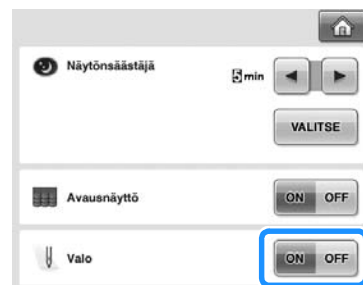 Näytönsäästäjä 5 min
VALITSE
Avausnäyttö ON OFF
Valo ON OFF